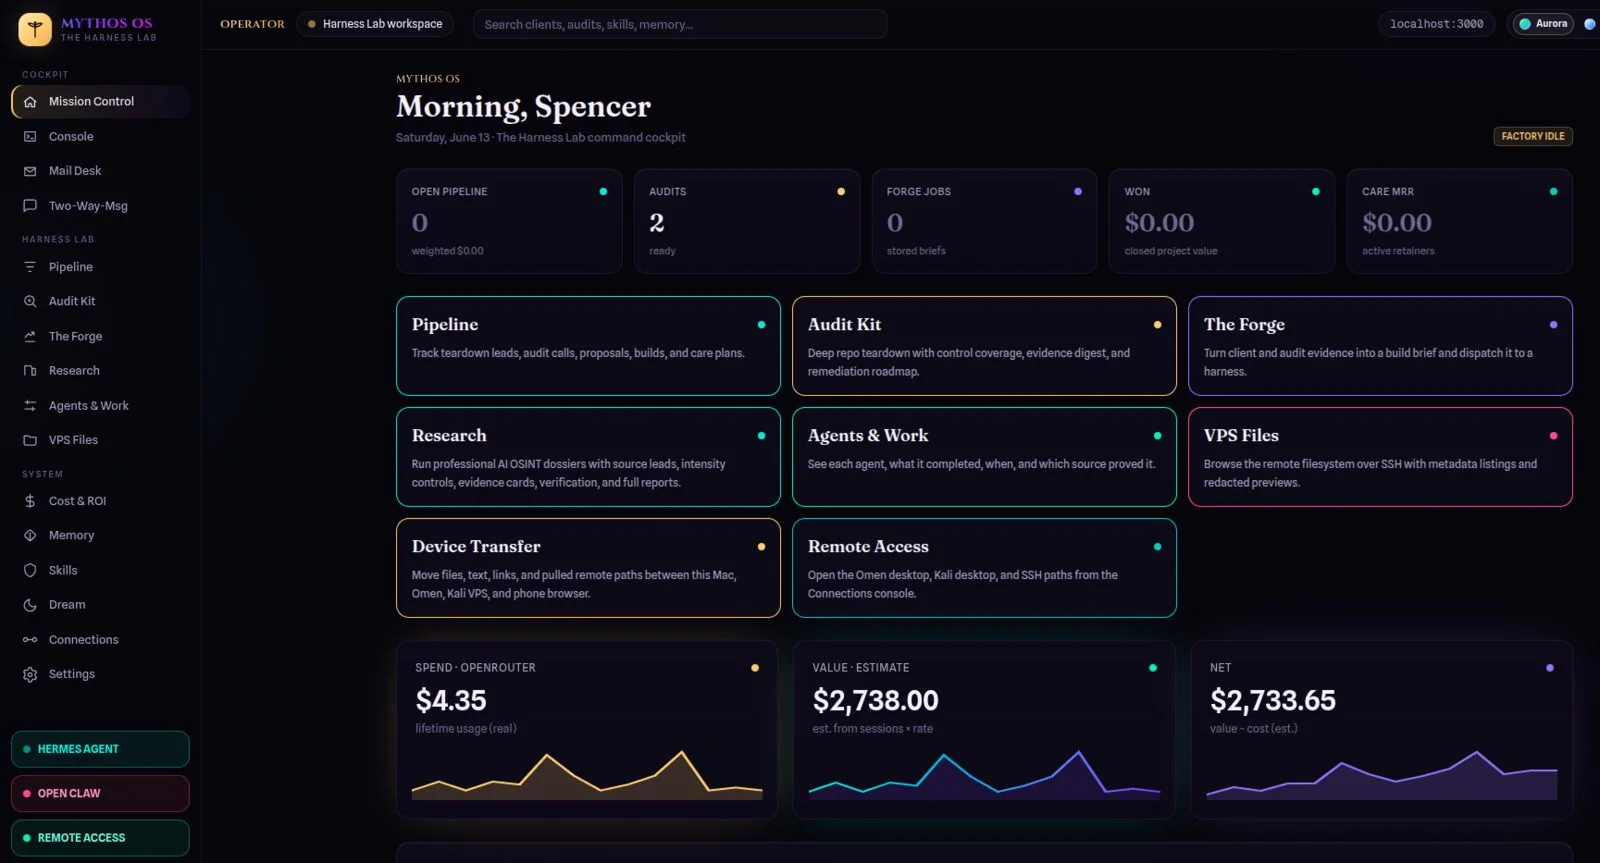 MYTHOS OS
THE HARNESS LAB
OPERATOR
Harness Lab workspace
Search clients, audits, skills, memory...
localhost:3000
Aurora
COCKPIT
Mission Control
Console
Mail Desk
Two-Way-Msg
HARNESS LAB
Pipeline
Audit Kit
The Forge
Research
Agents & Work
VPS Files
SYSTEM
Cost & ROI
Memory
Skills
Dream
Connections
Settings
HERMES AGENT
OPEN CLAW
REMOTE ACCESS
MYTHOS OS
Morning, Spencer
Saturday, June 13 · The Harness Lab command cockpit
FACTORY IDLE
OPEN PIPELINE
0
weighted $0.00
AUDITS
2
ready
FORGE JOBS
0
stored briefs
WON
$0.00
closed project value
CARE MRR
$0.00
active retainers
Pipeline
Track teardown leads, audit calls, proposals, builds, and care plans.
Audit Kit
Deep repo teardown with control coverage, evidence digest, and
remediation roadmap.
The Forge
Turn client and audit evidence into a build brief and dispatch it to a
harness.
Research
Run professional AI OSINT dossiers with source leads, intensity
controls, evidence cards, verification, and full reports.
Agents & Work
See each agent, what it completed, when, and which source proved it.
VPS Files
Browse the remote filesystem over SSH with metadata listings and
redacted previews.
Device Transfer
Move files, text, links, and pulled remote paths between this Mac,
Omen, Kali VPS, and phone browser.
Remote Access
Open the Omen desktop, Kali desktop, and SSH paths from the
Connections console.
SPEND · OPENROUTER
$4.35
lifetime usage (real)
VALUE · ESTIMATE
$2,738.00
est. from sessions × rate
NET
$2,733.65
value − cost (est.)